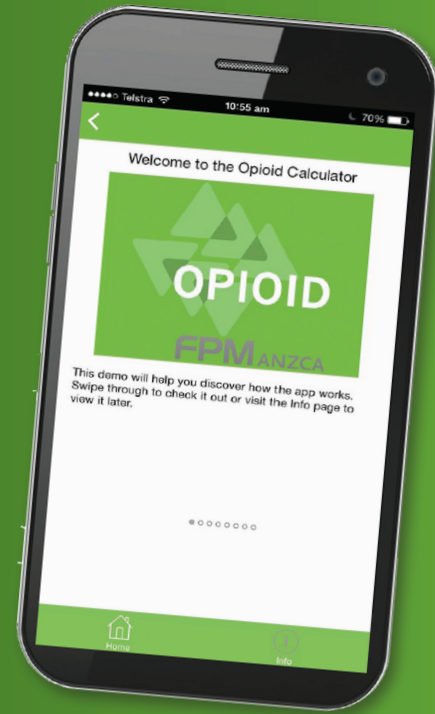 Telstra
10:55 am
70%
Welcome to the Opioid Calculator
OPIOID
FPM ANZCA
This demo will help you discover how the app works.
Swipe through to check it out or visit the Info page to
view it later.
Home
Info